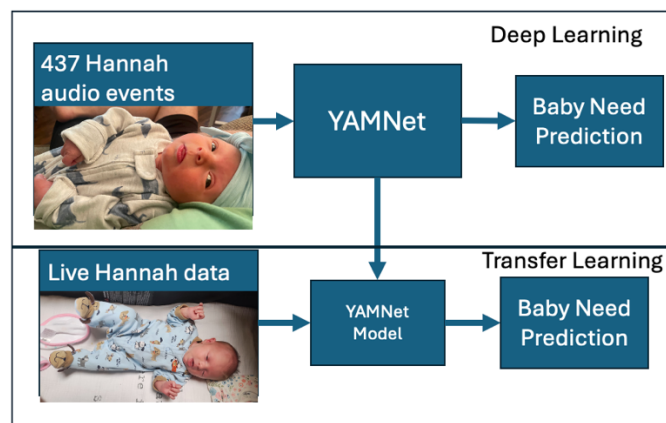 Deep Learning
437 Hannah
audio events
YAMNet
Baby Need
Prediction
Transfer Learning
Live Hannah data
YAMNet
Model
Baby Need
Prediction